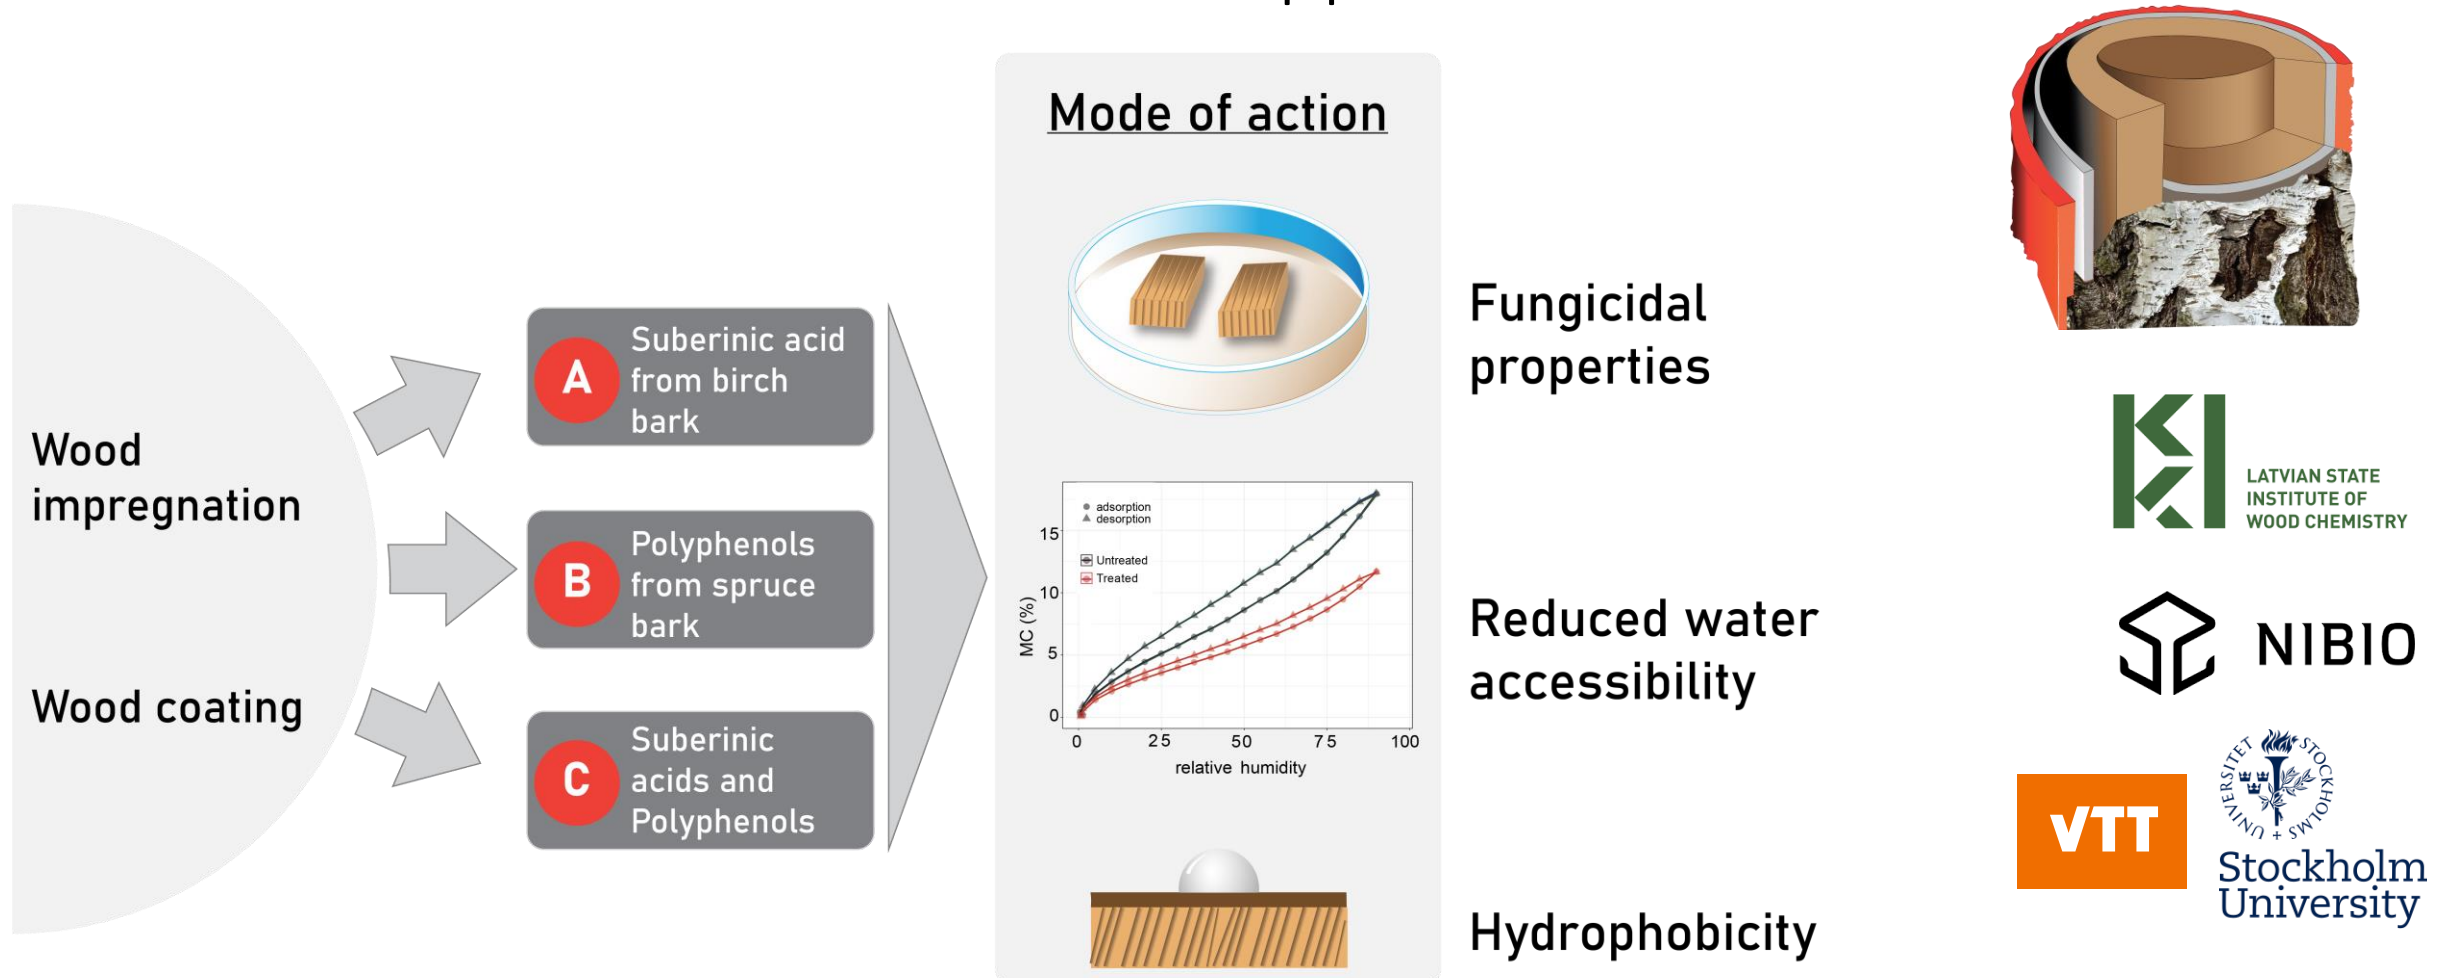 Wood
impregnation
Wood coating
A
Suberinic acid
from birch
bark
B
Polyphenols
from spruce
bark
C
Suberinic
acids and
Polyphenols
Mode of action
adsorption
desorption
Untreated
Treated
MC (%)
15
10
5
0
0 25 50 75 100
relative humidity
Fungicidal
properties
Reduced water
accessibility
Hydrophobicity
LATVIAN STATE
INSTITUTE OF
WOOD CHEMISTRY
NIBIO
VTT
STOCKHOLMS + UNIVERSITET
Stockholm
University